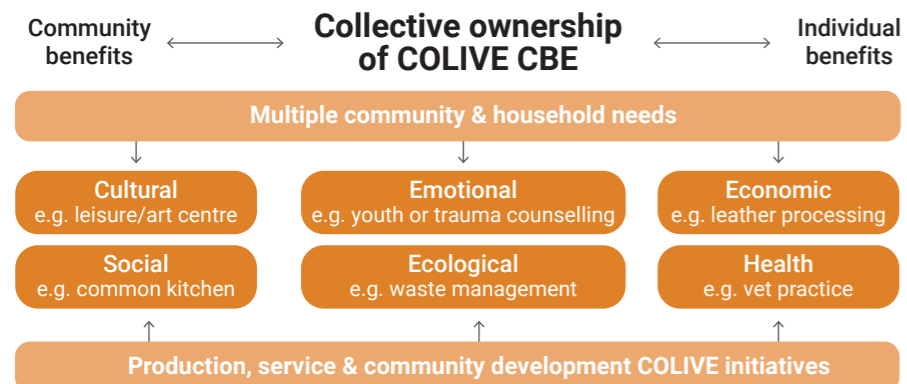 Community
benefits
Collective ownership
of COLIVE CBE
Individual
benefits
Multiple community & household needs
Cultural
e.g. leisure/art centre
Emotional
e.g. youth or trauma counselling
Economic
e.g. leather processing
Social
e.g. common kitchen
Ecological
e.g. waste management
Health
e.g. vet practice
Production, service & community development COLIVE initiatives